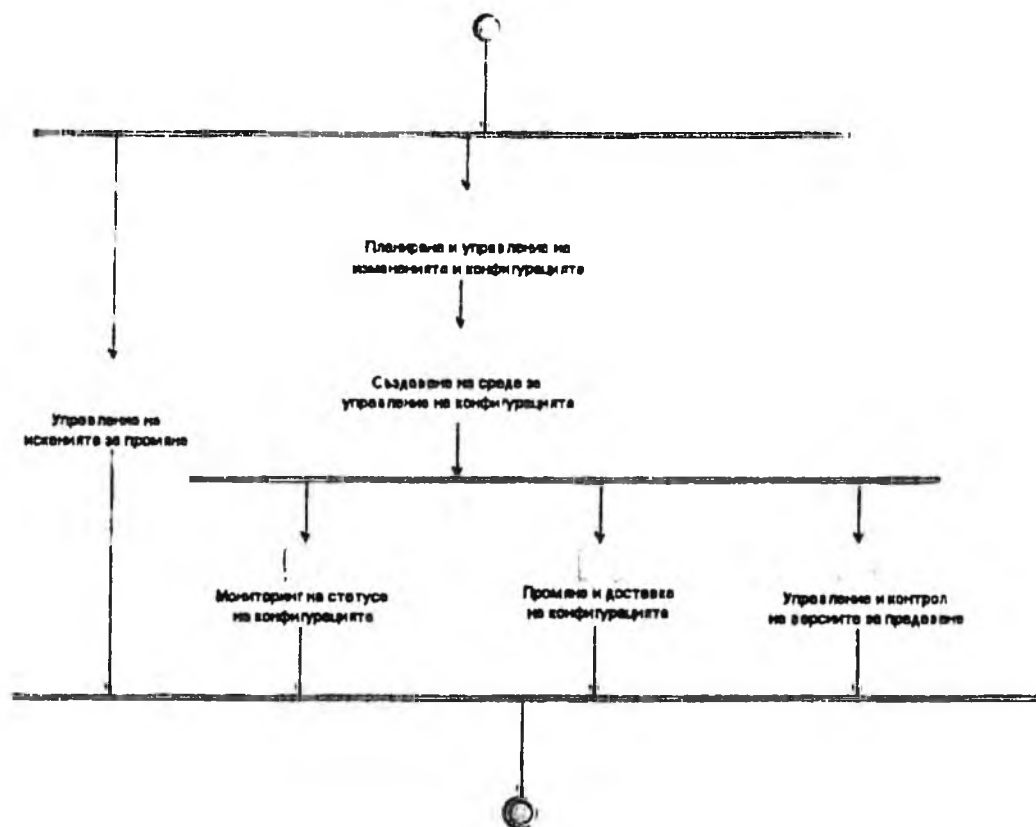 Планиране и управление на
измененията и конфигурацията
Създаване на среда за
управление на конфигурацията
Управление на
исканията за промяна
Мониторинг на статуса
на конфигурацията
Промяна и доставка
на конфигурацията
Управление и контрол
на версиите за предаване